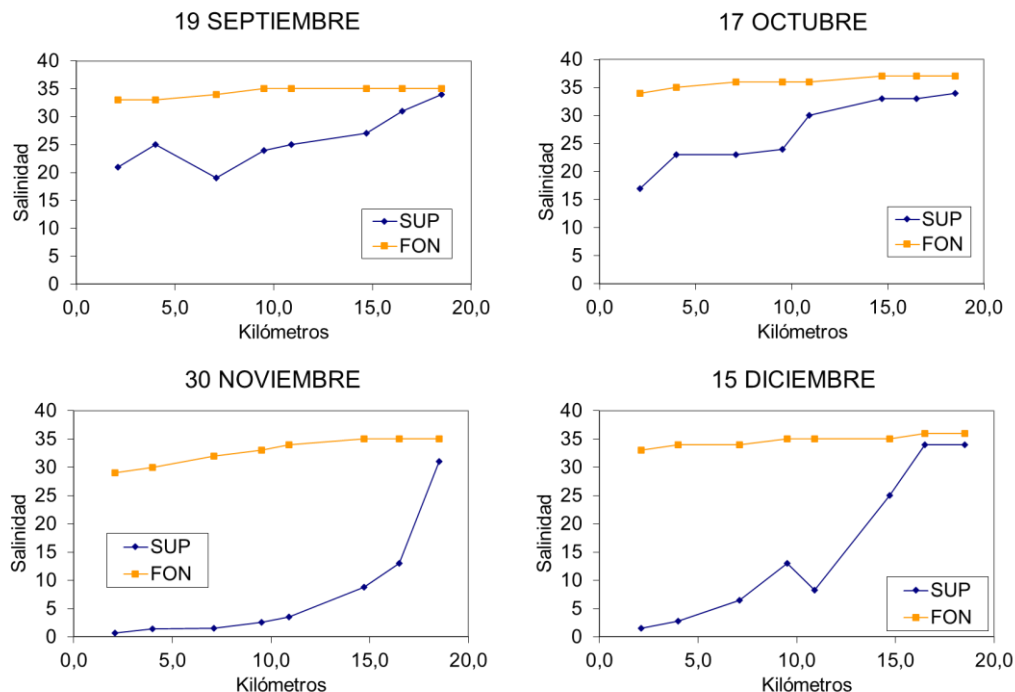 19 SEPTIEMBRE
40
35
30
25
20
15
10
5
0
Salinidad
SUP
FON
0,0 5,0 10,0 15,0 20,0
Kilómetros
17 OCTUBRE
40
35
30
25
20
15
10
5
0
Salinidad
SUP
FON
0,0 5,0 10,0 15,0 20,0
Kilómetros
30 NOVIEMBRE
40
35
30
25
20
15
10
5
0
Salinidad
SUP
FON
0,0 5,0 10,0 15,0 20,0
Kilómetros
15 DICIEMBRE
40
35
30
25
20
15
10
5
0
Salinidad
SUP
FON
0,0 5,0 10,0 15,0 20,0
Kilómetros